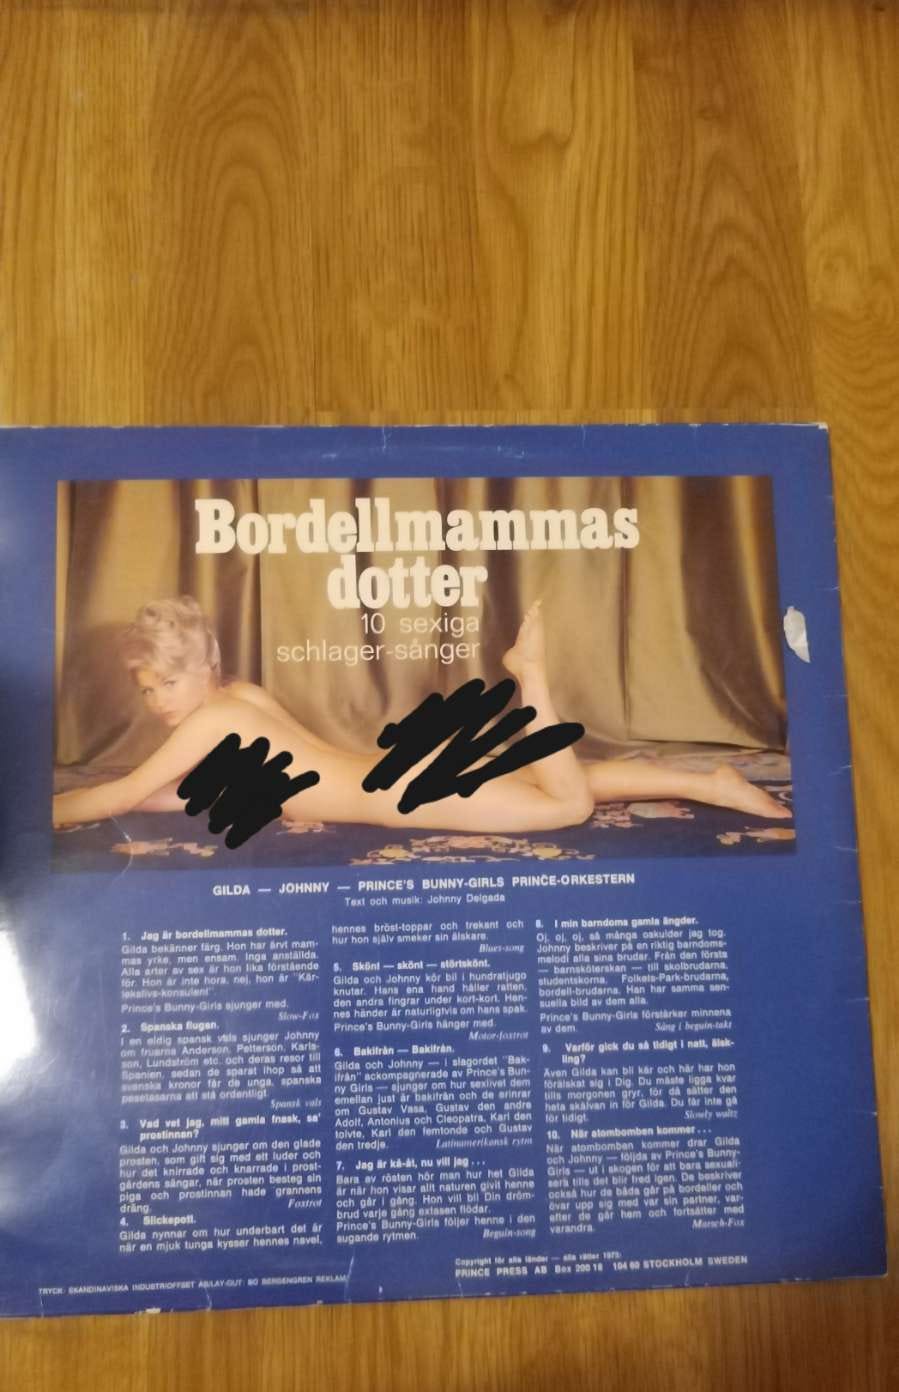 Bordellmammas
dotter
10 sexiga
schlager-sånger
GILDA — JOHNNY — PRINCE'S BUNNY-GIRLS PRINCE-ORKESTERN
Text och musik: Johnny Delgada
1. Jag är bordellmammas dotter.
Gilda bekänner färg. Hon har ärvt mam-
mas yrke, men ensam. Inga anställda.
Alla arter av sex är hon lika förstående
för. Hon är inte hora, nej, hon är "Kär-
leksliys-konsulent".
Prince's Bunny-Girls sjunger med.
Slow-Fox
2. Spanska flugan.
I en eldig spansk vals sjunger Johnny
om fruarna Anderson, Petterson, Karls-
son, Lundström etc. och deras resor till
Spanien, sedan de sparat ihop så att
svenska kronor får de unga, spanska
pesetasarna att stå ordentligt.
Spansk vals
3. Vad vet jag, mitt gamla fnask, sa'
prostinnan?
Gilda och Johnny sjunger om den glade
prosten, som gift sig med ett luder och
hur det knirrade och knarrade i prost-
gårdens sängar, när prosten besteg sin
piga och prostinnan hade grannens
dräng.
Foxtrot
4. Slickepott.
Gilda nynnar om hur underbart det är
när en mjuk tunga kysser hennes navel,
hennes bröst-toppar och trekant och
hur hon själv smeker sin älskare.
Blues-song
5. Skönt — skönt — störtskönt.
Gilda och Johnny kör bil i hundratjugo
knutar. Hans ena hand håller ratten,
den andra fingrar under kort-kort. Hen-
nes händer är naturligtvis om hans spak.
Prince's Bunny-Girls hänger med.
Motor-foxtrot
6. Bakifrån — Bakifrån.
Gilda och Johnny — i slagordet "Bak-
ifrån" ackompagnerade av Prince's Bun-
ny Girls — sjunger om hur sexlivet dem
emellan just är bakifrån och de erinrar
om Gustav Vasa, Gustav den andre
Adolf, Antonius och Cleopatra, Karl den
tolvte, Karl den femtonde och Gustav
den tredje.
Latinamerikansk rytm
7. Jag är kå-åt, nu vill jag . . .
Bara av rösten hör man hur het Gilda
är när hon visar allt naturen givit henne
och går i gång. Hon vill bli Din dröm-
brud varje gång extasen flödar.
Prince's Bunny-Girls följer henne i den
sugande rytmen.
Beguin-song
8. I min barndoms gamla ängder.
Oj, oj, oj, så många oskulder jag tog.
Johnny beskriver på en riktig barndoms-
melodi alla sina brudar. Från den första
— barnsköterskan — till skolbrudarna,
studentskorna, Folkets-Park-brudarna,
bordell-brudarna. Han har samma sen-
suella bild av dem alla.
Prince's Bunny-Girls förstärker minnena
av dem.
Sång i beguin-takt
9. Varför gick du så tidigt i natt, älsk-
ling?
Även Gilda kan bli kär och här har hon
förälskat sig i Dig. Du måste ligga kvar
tills morgonen gryr, för då sätter den
hela skålvan in för Gilda. Du får inte gå
för tidigt.
Slowly waltz
10. När atombomben kommer . . .
När atombomben kommer drar Gilda
och Johnny — följda av Prince's Bunny-
Girls — ut i skogen för att bara sexuali-
sera tills det blir fred igen. De beskriver
också hur de båda går på bordeller och
övar upp sig med var sin partner, var-
efter de går hem och fortsätter med
varandra.
Marsch-Fox
Copyright för alla länder — alla rätter 1972:
PRINCE PRESS AB Box 200 18 104 60 STOCKHOLM SWEDEN
TRYCK: SKANDINAVISKA INDUSTRIOFFSET AB/LAY-OUT: BO BERGENGREN REKLAM